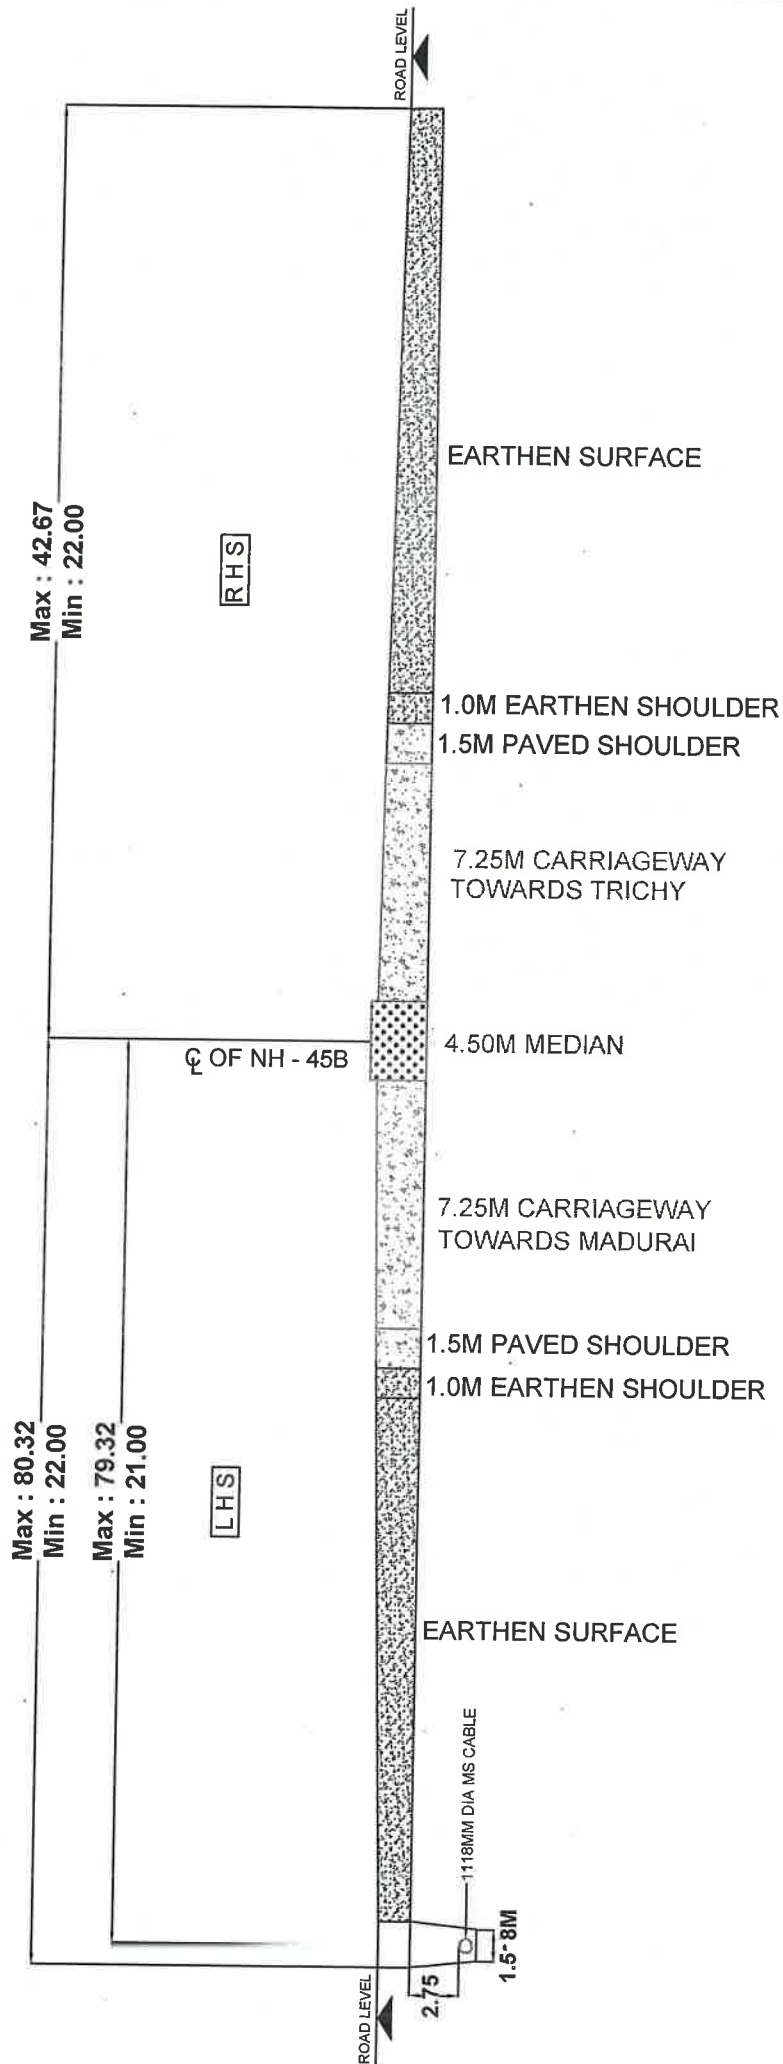 ROAD LEVEL
Max : 42.67
Min : 22.00
RHS
EARTHEN SURFACE
1.0M EARTHEN SHOULDER
1.5M PAVED SHOULDER
7.25M CARRIAGEWAY
TOWARDS TRICHY
℄ OF NH - 45B
4.50M MEDIAN
7.25M CARRIAGEWAY
TOWARDS MADURAI
1.5M PAVED SHOULDER
1.0M EARTHEN SHOULDER
Max : 80.32
Min : 22.00
Max : 79.32
Min : 21.00
LHS
EARTHEN SURFACE
1118MM DIA MS CABLE
1.5-8M
2.75
ROAD LEVEL